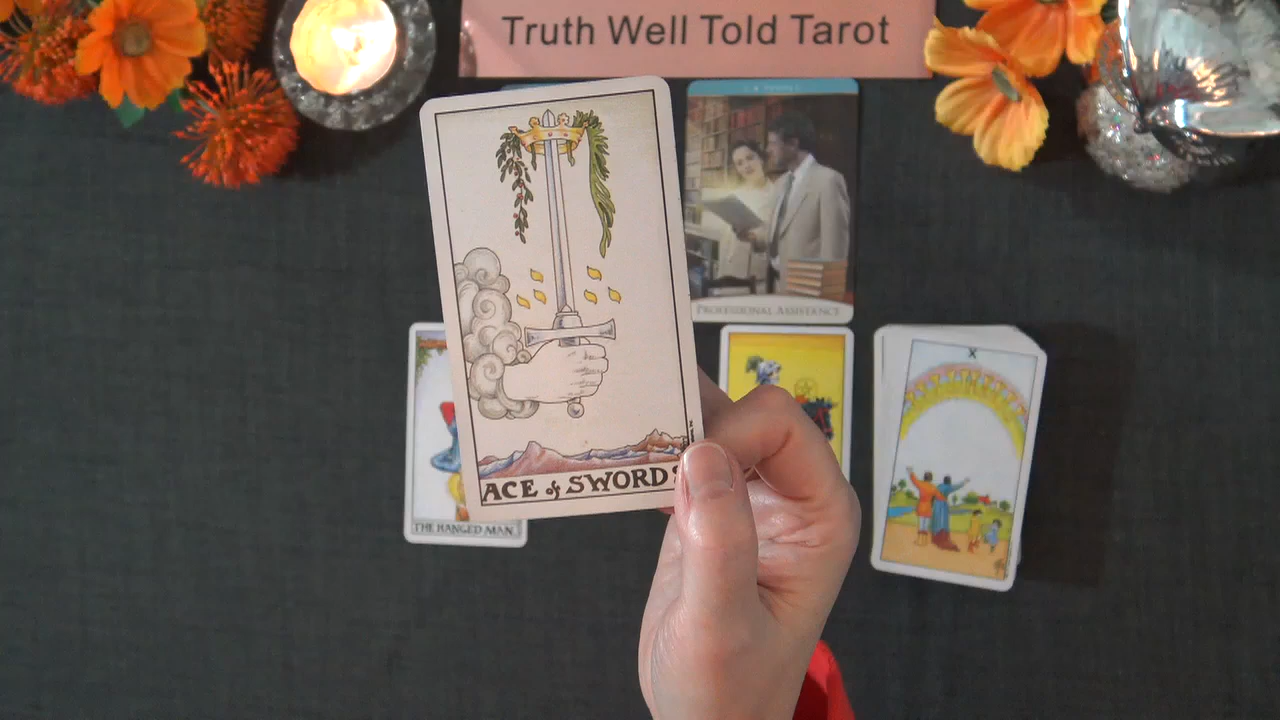 Truth Well Told Tarot
PROFESSIONAL ASSISTANCE
ACE of SWORDS
THE HANGED MAN.
X